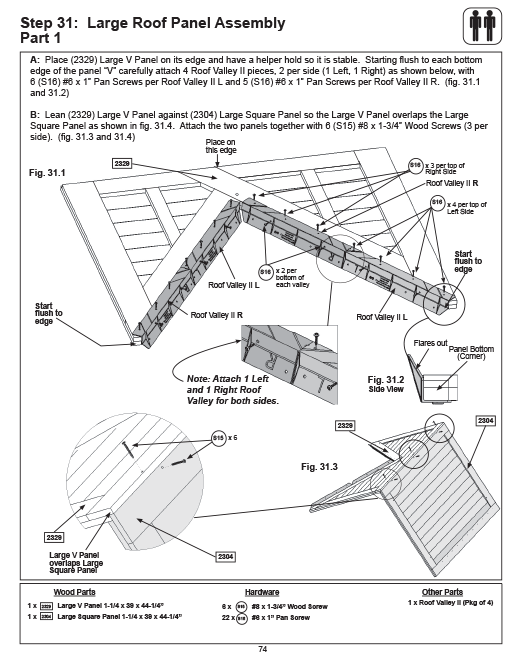 Step 31:  Large Roof Panel Assembly
Part 1
A:  Place (2329) Large V Panel on its edge and have a helper hold so it is stable.  Starting flush to each bottom
edge of the panel "V" carefully attach 4 Roof Valley II pieces, 2 per side (1 Left, 1 Right) as shown below, with
6 (S16) #6 x 1" Pan Screws per Roof Valley II L and 5 (S16) #6 x 1" Pan Screws per Roof Valley II R.  (fig. 31.1
and 31.2)
B:  Lean (2329) Large V Panel against (2304) Large Square Panel so the Large V Panel overlaps the Large
Square Panel as shown in fig. 31.4.  Attach the two panels together with 6 (S15) #8 x 1-3/4" Wood Screws (3 per
side).  (fig. 31.3 and 31.4)
Place on
this edge
2329
Fig. 31.1
S16 x 3 per top of
Right Side
Roof Valley II R
S16 x 4 per top of
Left Side
Start
flush to
edge
S16 x 2 per
bottom of
each valley
Roof Valley II L
Roof Valley II R
Roof Valley II L
Start
flush to
edge
Flares out
Panel Bottom
(Corner)
Fig. 31.2
Side View
Note: Attach 1 Left
and 1 Right Roof
Valley for both sides.
S15 x 6
2329
2304
Fig. 31.3
2329
Large V Panel
overlaps Large
Square Panel
2304
Wood Parts
1 x 2329 Large V Panel 1-1/4 x 39 x 44-1/4"
1 x 2304 Large Square Panel 1-1/4 x 39 x 44-1/4"
Hardware
6 x S15 #8 x 1-3/4" Wood Screw
22 x S16 #6 x 1" Pan Screw
Other Parts
1 x Roof Valley II (Pkg of 4)
74